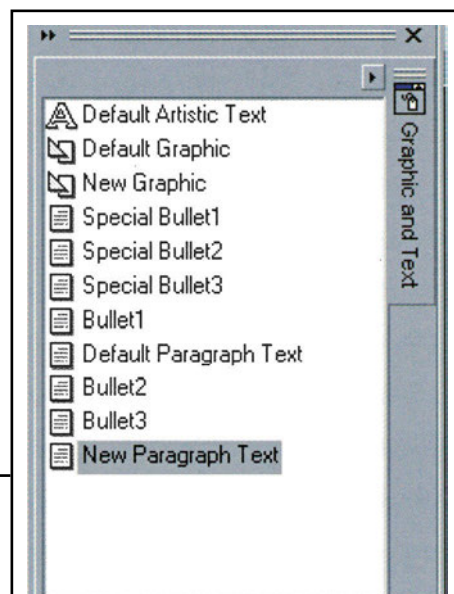 Default Artistic Text
Default Graphic
New Graphic
Special Bullet1
Special Bullet2
Special Bullet3
Bullet1
Default Paragraph Text
Bullet2
Bullet3
New Paragraph Text
Graphic and Text